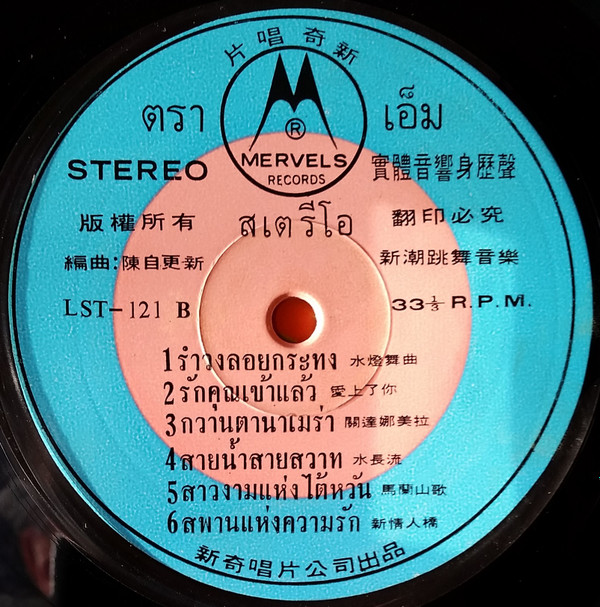 片唱奇新
ตรา เอ็ม
®
MERVELS
RECORDS
STEREO 實體音響身歷聲
版權所有 สเตรีโอ 翻印必究
編曲:陳自更新 新潮跳舞音樂
LST-121 B 33⅓ R.P.M.
1รำวงลอยกระทง 水燈舞曲
2รักคุณเข้าแล้ว 愛上了你
3กวานตานาเมร่า 關達娜美拉
4สายน้ำสายสวาท 水長流
5สาวงามแห่งไต้หวัน 馬蘭山歌
6สพานแห่งความรัก 新情人橋
新奇唱片公司出品